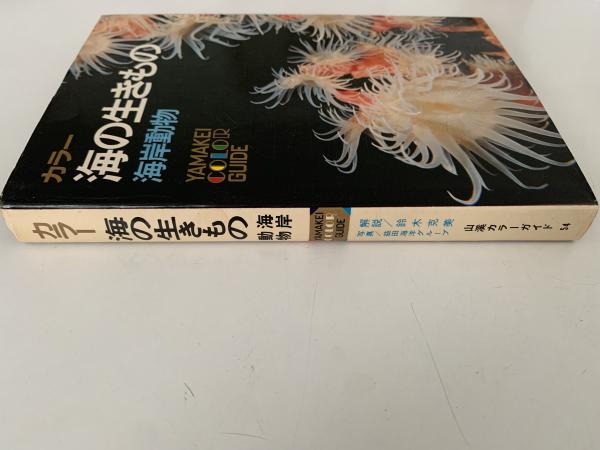 カラー
海の生きもの
海岸動物
YAMAKEI
COLOUR
GUIDE
カラー 海の生きもの 海岸動物
YAMAKEI
COLOUR
GUIDE
解説/鈴木克美
写真/益田海洋グループ
山溪カラーガイド 54